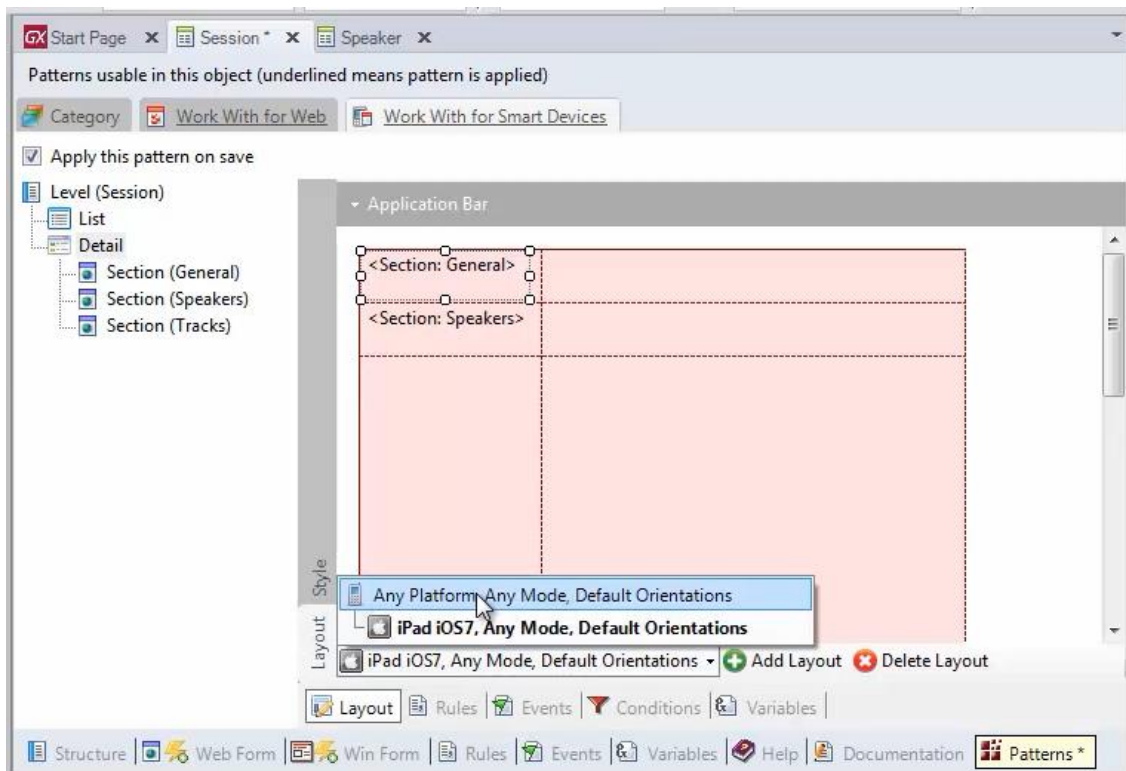 GX Start Page Session * Speaker
Patterns usable in this object (underlined means pattern is applied)
Category Work With for Web Work With for Smart Devices
Apply this pattern on save
Level (Session)
List
Detail
Section (General)
Section (Speakers)
Section (Tracks)
Application Bar
<Section: General>
<Section: Speakers>
Style
Layout
Any Platform, Any Mode, Default Orientations
iPad iOS7, Any Mode, Default Orientations
iPad iOS7, Any Mode, Default Orientations Add Layout Delete Layout
Layout Rules Events Conditions Variables
Structure Web Form Win Form Rules Events Variables Help Documentation Patterns *